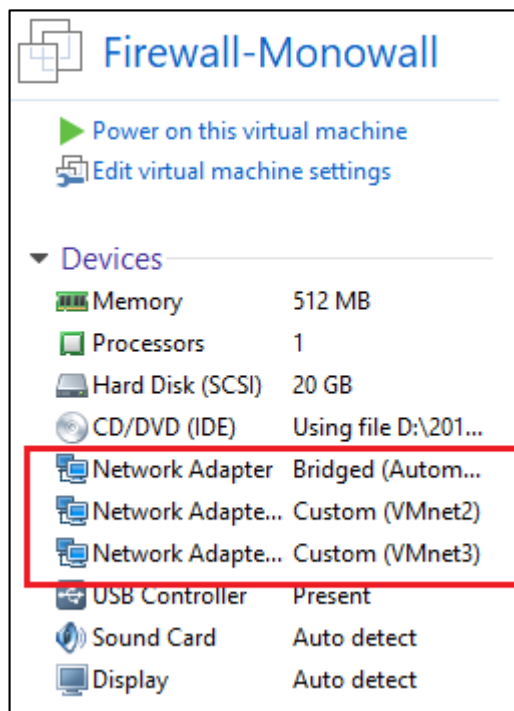 Firewall-Monowall
Power on this virtual machine
Edit virtual machine settings
Devices
Memory 512 MB
Processors 1
Hard Disk (SCSI) 20 GB
CD/DVD (IDE) Using file D:\201...
Network Adapter Bridged (Autom...
Network Adapte... Custom (VMnet2)
Network Adapte... Custom (VMnet3)
USB Controller Present
Sound Card Auto detect
Display Auto detect